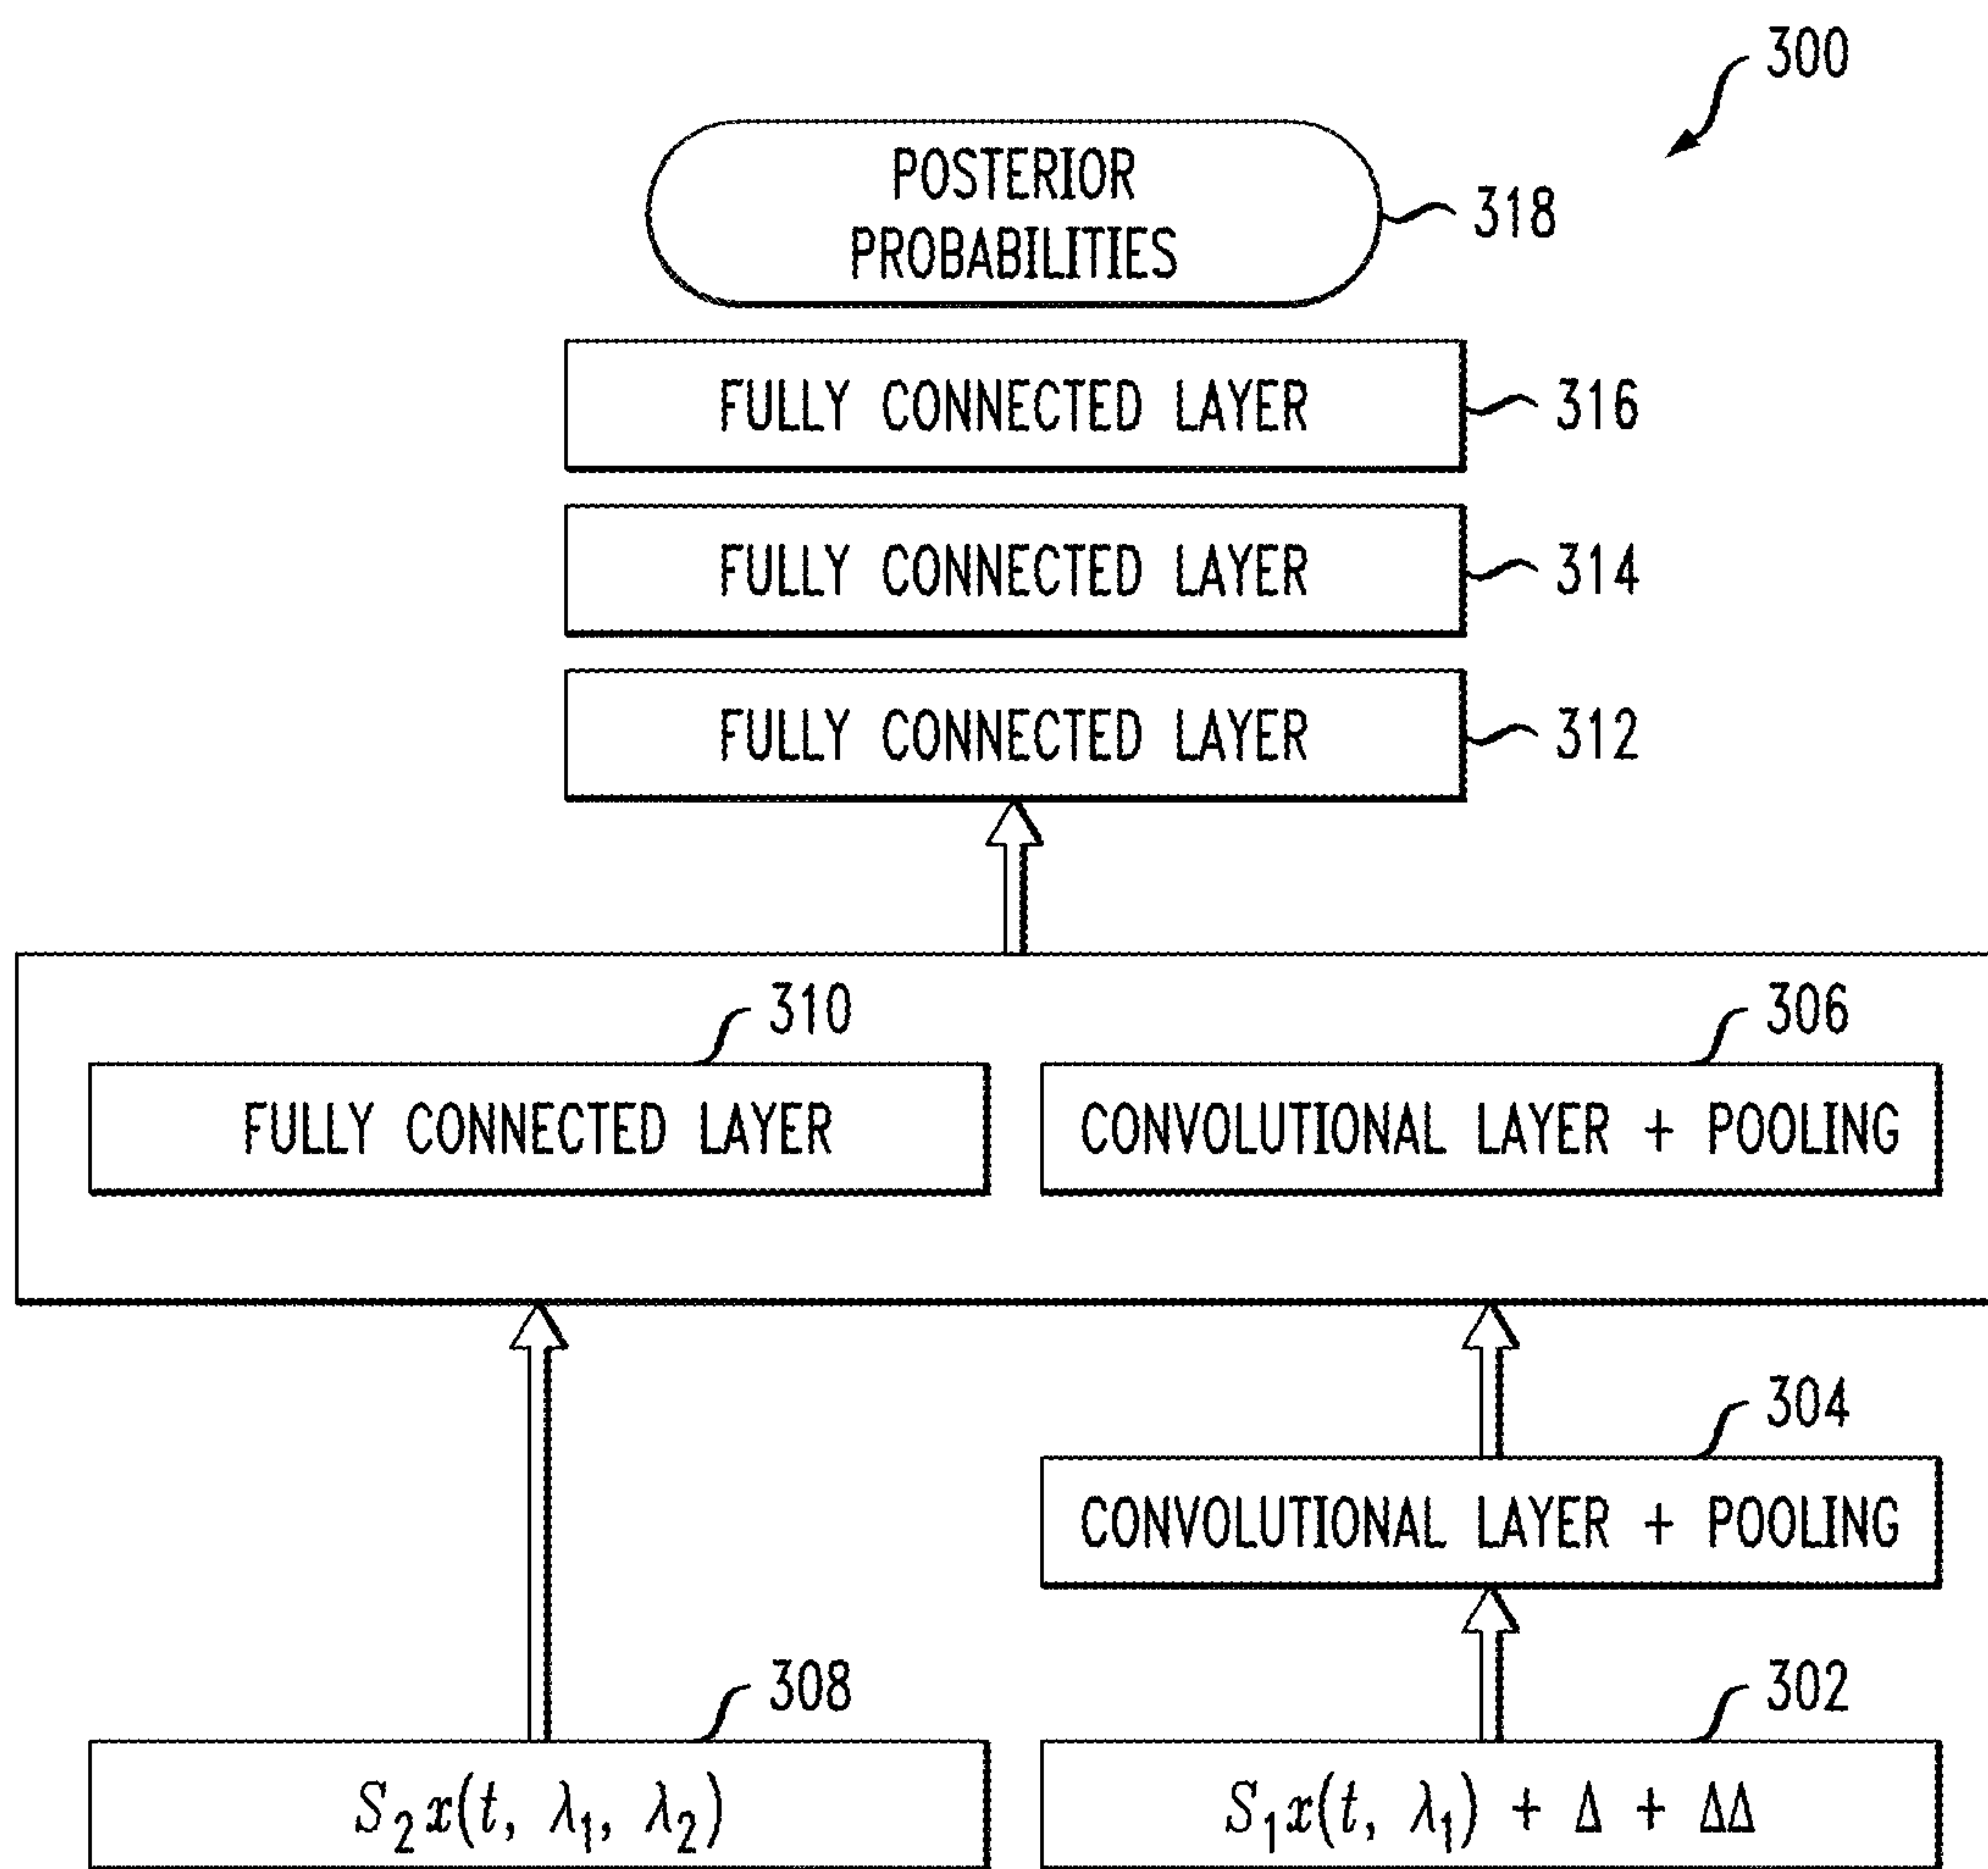 300
POSTERIOR
PROBABILITIES
318
FULLY CONNECTED LAYER
316
FULLY CONNECTED LAYER
314
FULLY CONNECTED LAYER
312
310
306
FULLY CONNECTED LAYER
CONVOLUTIONAL LAYER + POOLING
304
CONVOLUTIONAL LAYER + POOLING
308
302
S₂x(t, λ₁, λ₂)
S₁x(t, λ₁) + Δ + ΔΔ